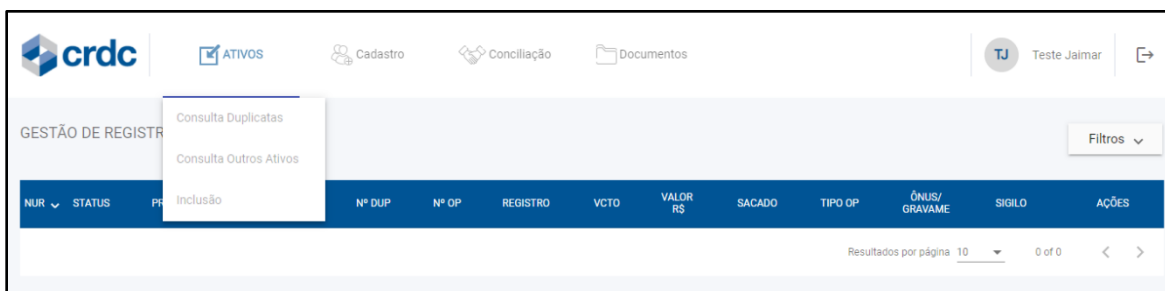 crdc ATIVOS Cadastro Conciliação Documentos TJ Teste Jaimar
Consulta Duplicatas
GESTÃO DE REGISTR Filtros
Consulta Outros Ativos
Inclusão
NUR STATUS PR Nº DUP Nº OP REGISTRO VCTO VALOR R$ SACADO TIPO OP ÔNUS/ GRAVAME SIGILO AÇÕES
Resultados por página 10 0 of 0